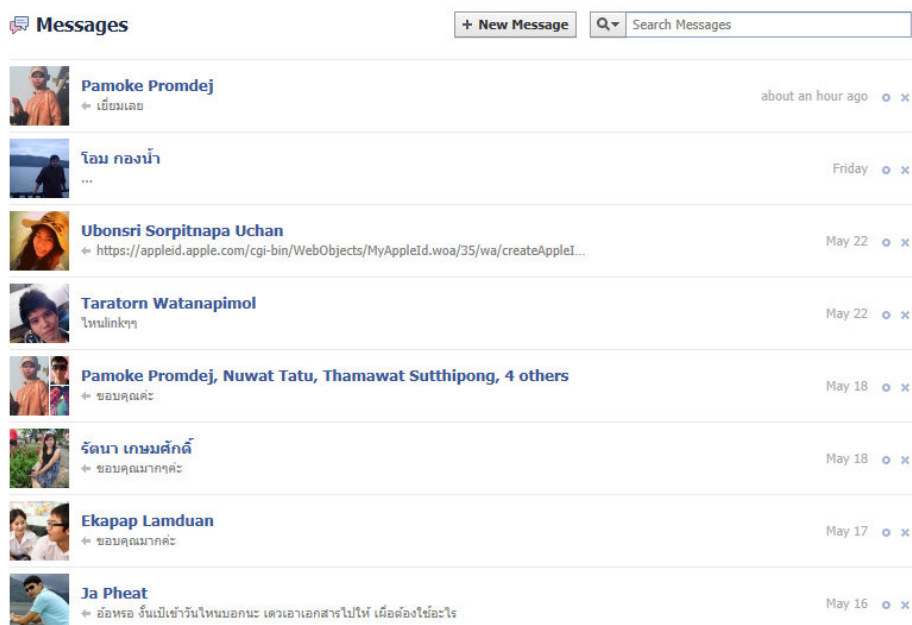 Messages
+ New Message
Search Messages
Pamoke Promdej
about an hour ago
เยี่ยมเลย
โอม กองน้ำ
Friday
...
Ubonsri Sorpitnapa Uchan
May 22
https://appleid.apple.com/cgi-bin/WebObjects/MyAppleId.woa/35/wa/createAppleI...
Taratorn Watanapimol
May 22
ไหนlinkๆๆ
Pamoke Promdej, Nuwat Tatu, Thamawat Sutthipong, 4 others
May 18
ขอบคุณค่ะ
รัตนา เกษมศักดิ์
May 18
ขอบคุณมากๆค่ะ
Ekapap Lamduan
May 17
ขอบคุณมากค่ะ
Ja Pheat
May 16
อ้อหรอ งั้นเป้เข้าวันไหนบอกนะ เดวเอาเอกสารไปให้ เผื่อต้องใช้อะไร